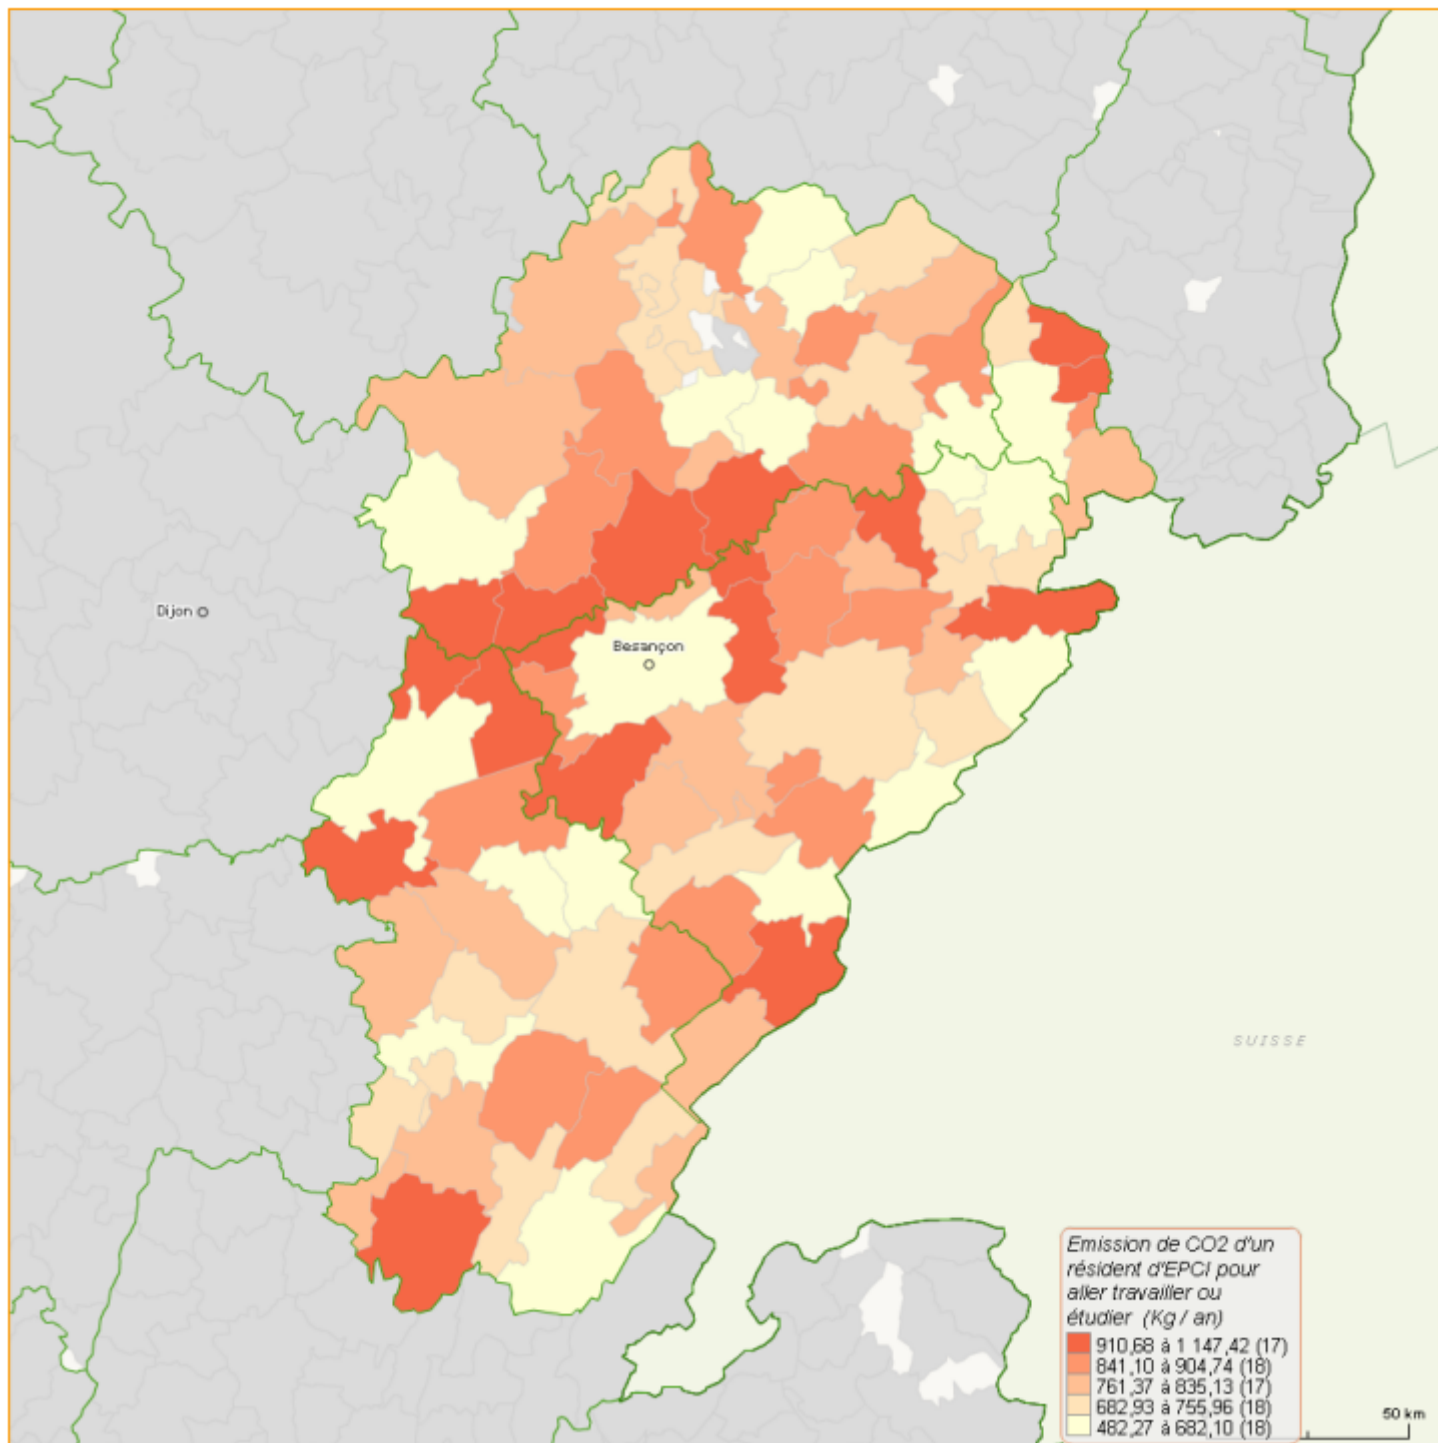 Dijon
Besançon
SUISSE
Emission de CO2 d'un
résident d'EPCI pour
aller travailler ou
étudier (Kg / an)
910,68 à 1 147,42 (17)
841,10 à 904,74 (18)
761,37 à 835,13 (17)
682,93 à 755,96 (18)
482,27 à 682,10 (18)
50 km